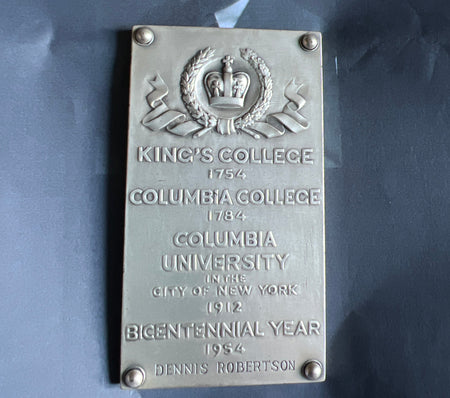 KING'S COLLEGE
1754
COLUMBIA COLLEGE
1784
COLUMBIA
UNIVERSITY
IN THE
CITY OF NEW YORK
1912
BICENTENNIAL YEAR
1954
DENNIS ROBERTSON